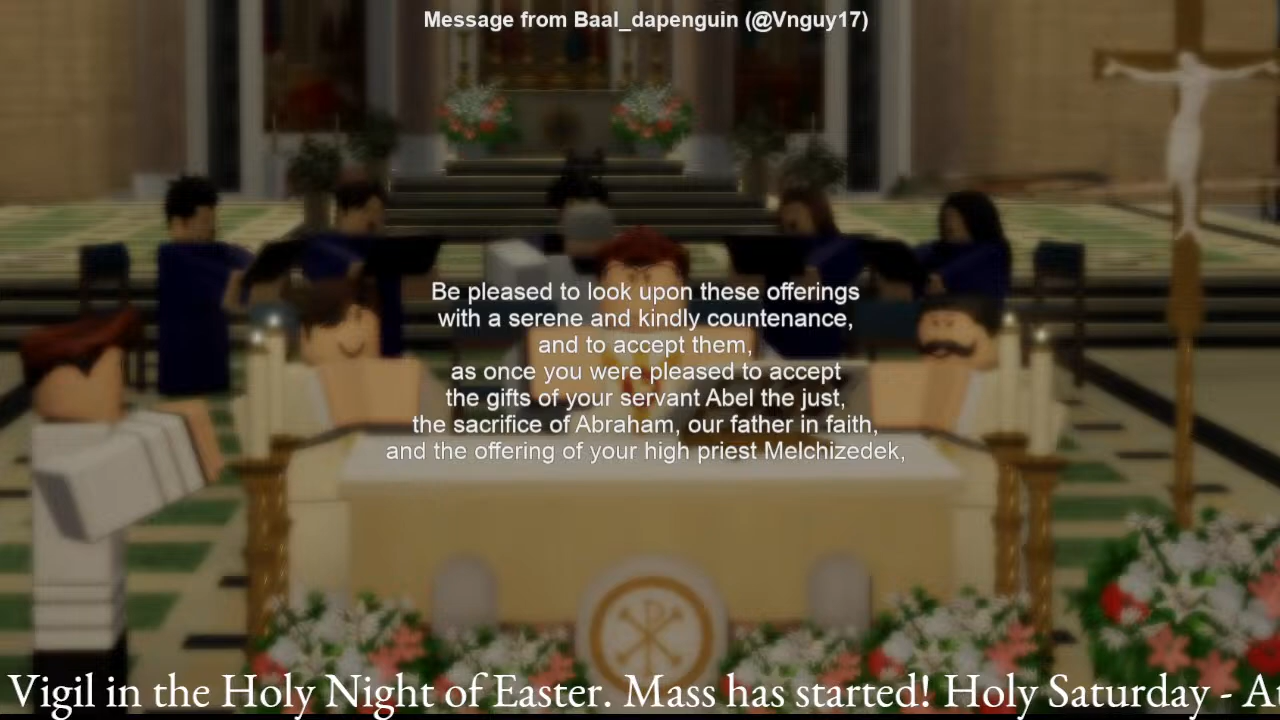 Message from Baal_dapenguin (@Vnguy17)
Be pleased to look upon these offerings
with a serene and kindly countenance,
and to accept them,
as once you were pleased to accept
the gifts of your servant Abel the just,
the sacrifice of Abraham, our father in faith,
and the offering of your high priest Melchizedek,
Vigil in the Holy Night of Easter. Mass has started! Holy Saturday -